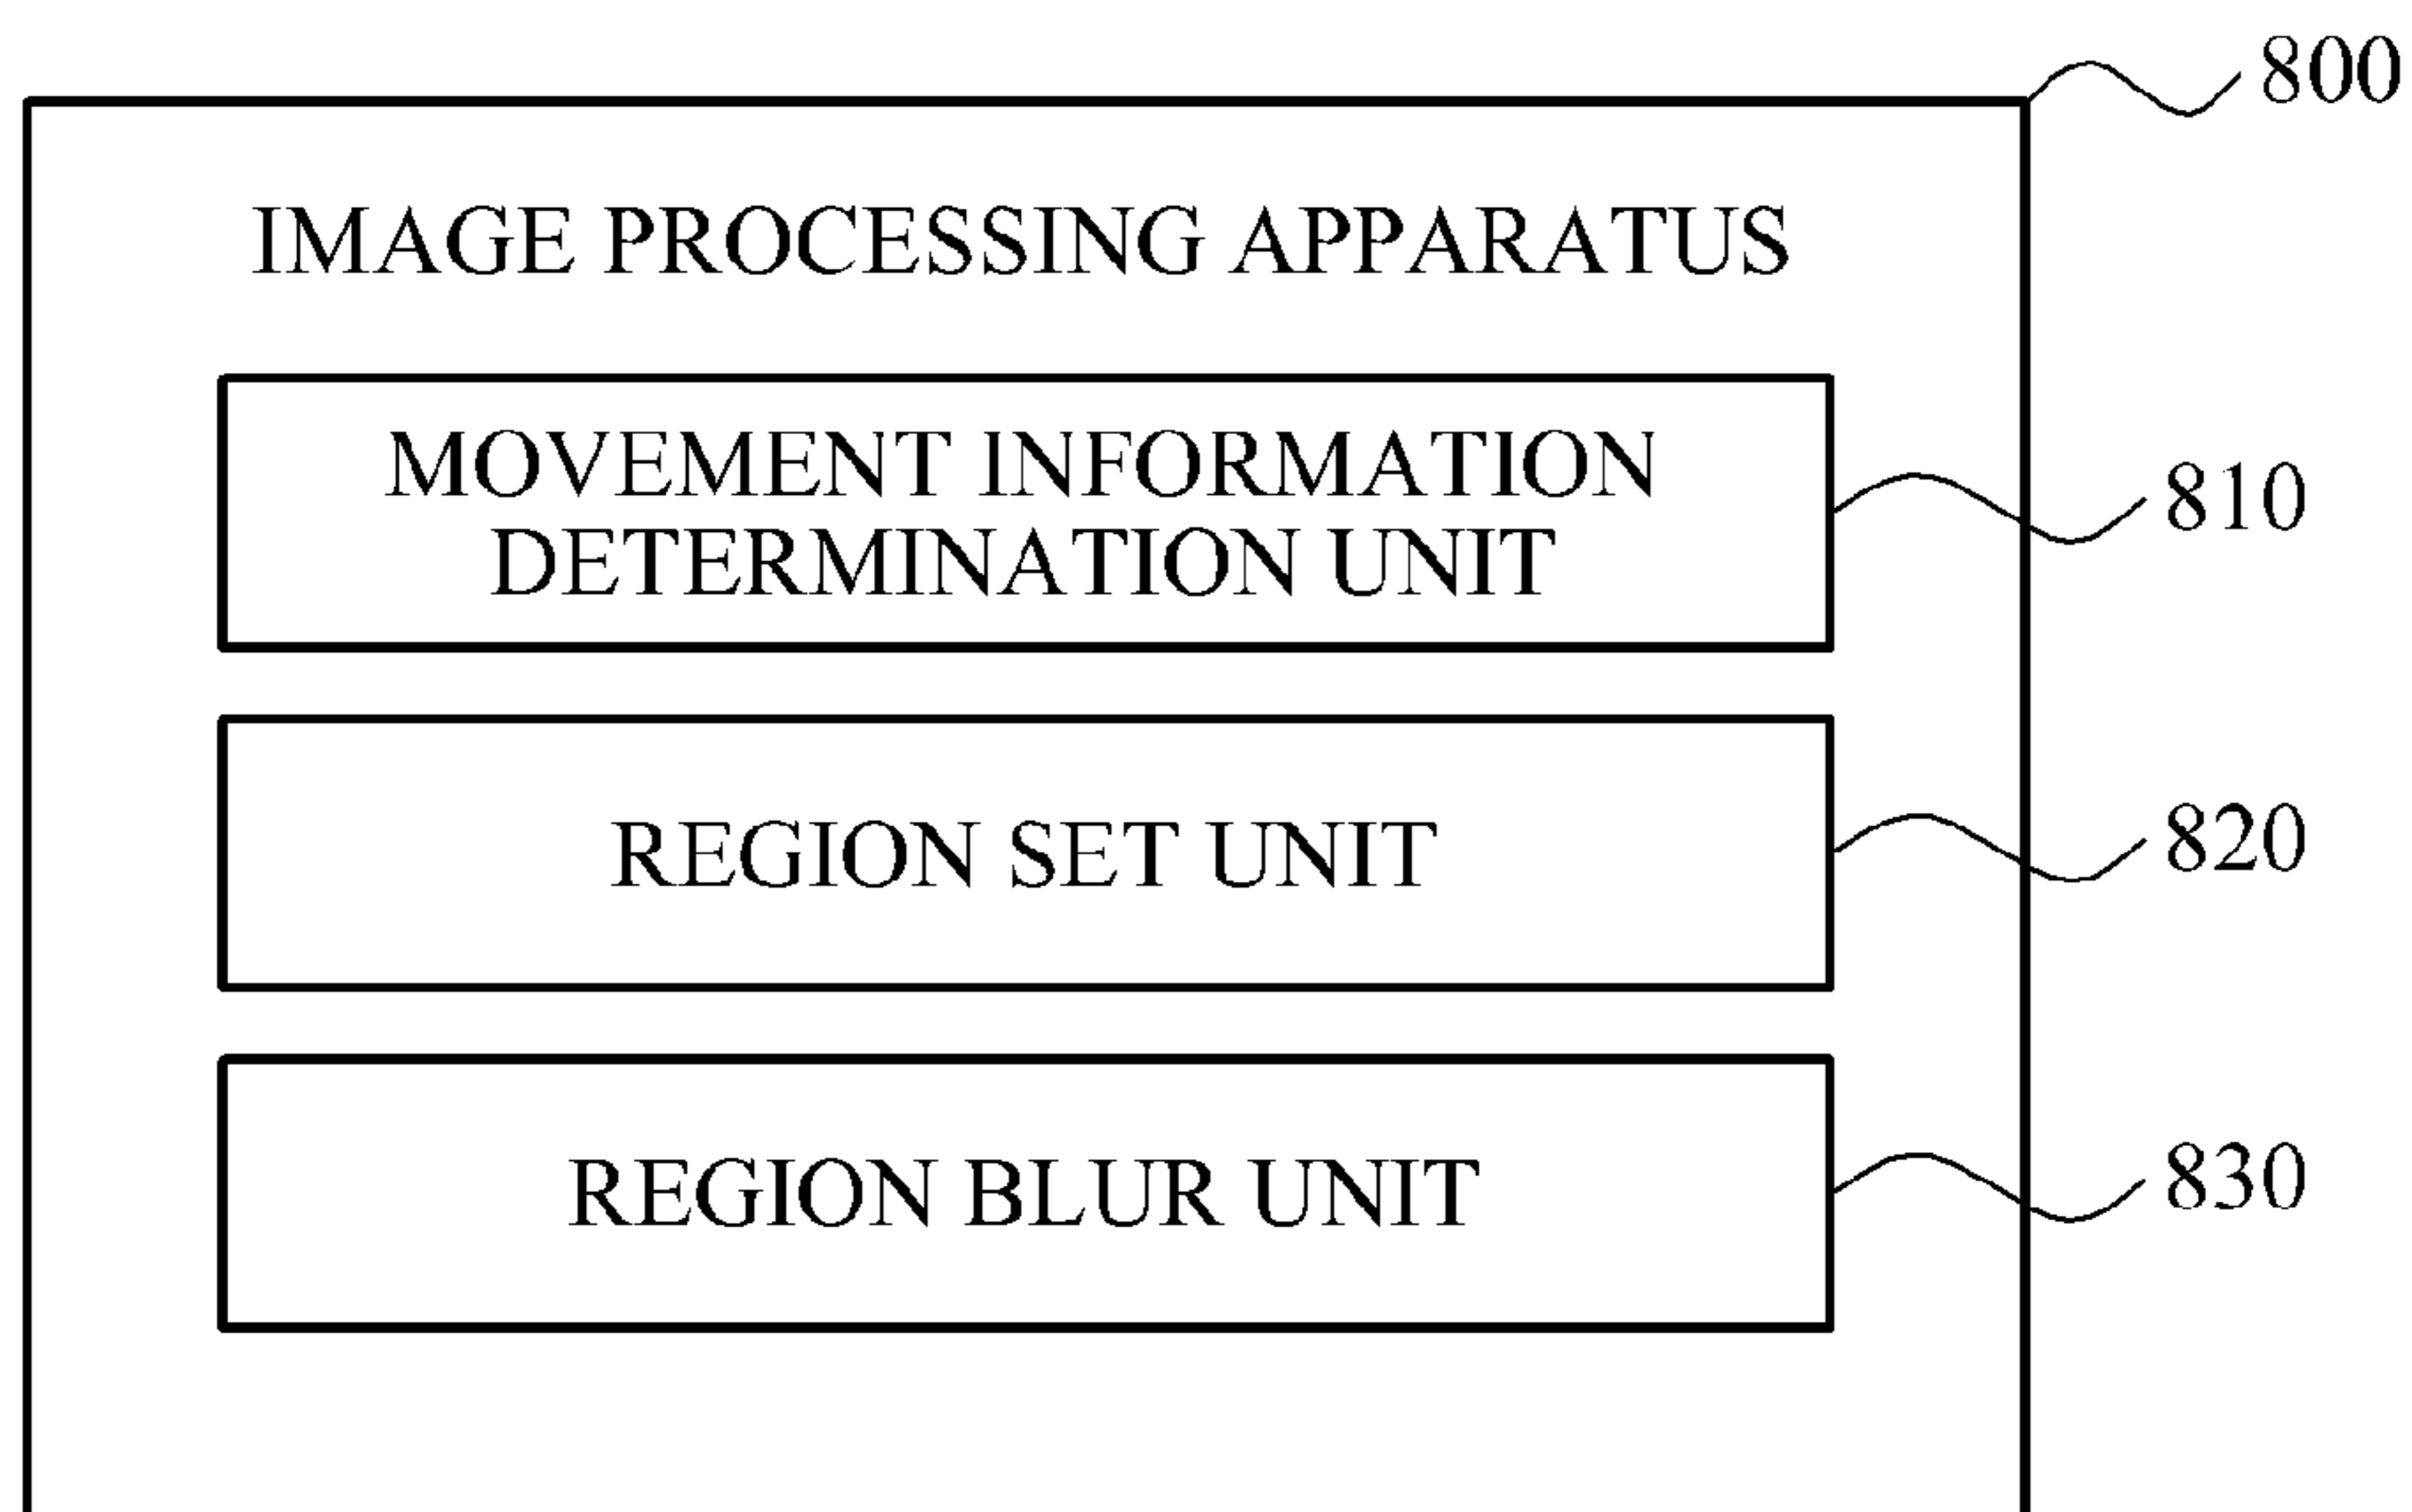 800
IMAGE PROCESSING APPARATUS
MOVEMENT INFORMATION
DETERMINATION UNIT
810
REGION SET UNIT
820
REGION BLUR UNIT
830